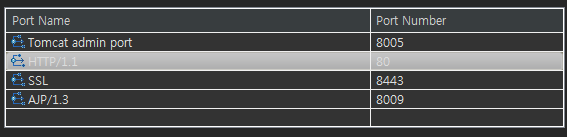 Port Name Port Number
Tomcat admin port 8005
HTTP/1.1 80
SSL 8443
AJP/1.3 8009